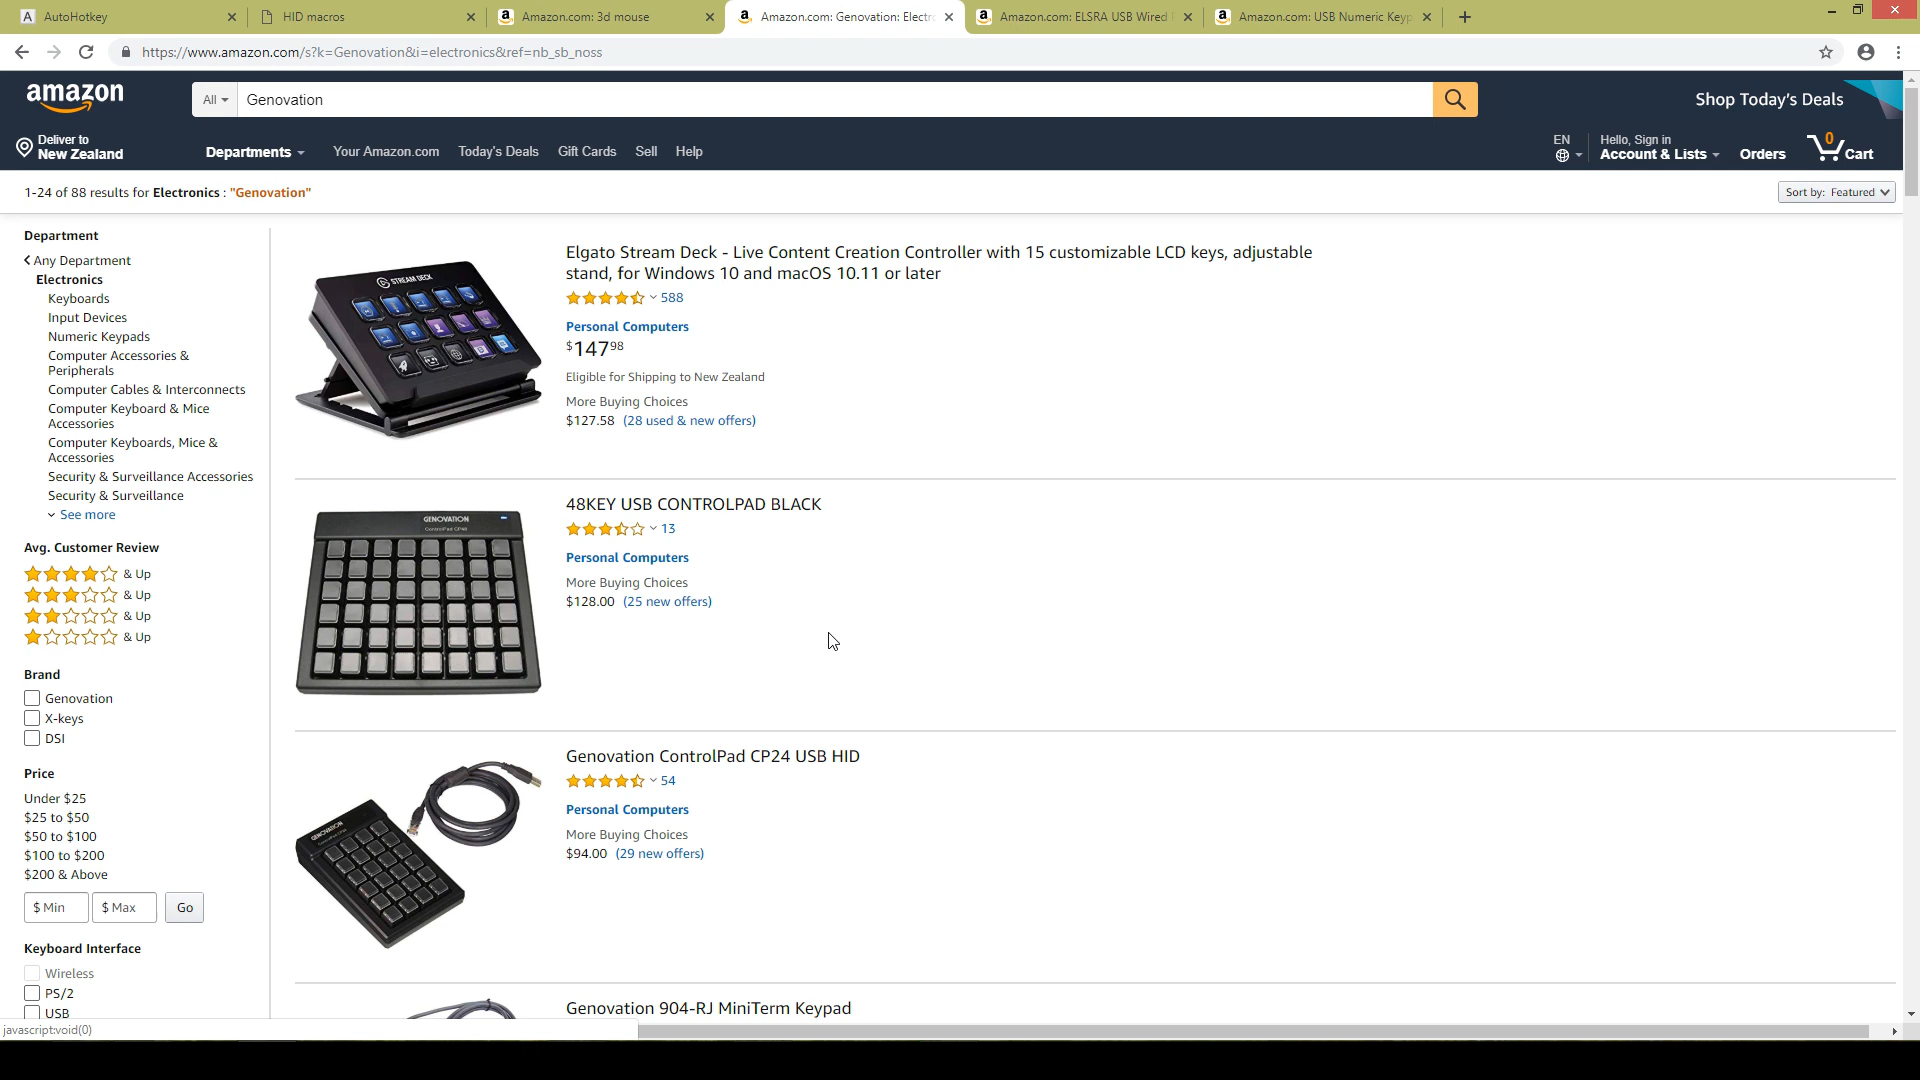 AutoHotkey
HID macros
Amazon.com: 3d mouse
Amazon.com: Genovation: Electr
Amazon.com: ELSRA USB Wired
Amazon.com: USB Numeric Keyp
https://www.amazon.com/s?k=Genovation&i=electronics&ref=nb_sb_noss
amazon
All
Genovation
Shop Today's Deals
Deliver to
New Zealand
Departments
Your Amazon.com
Today's Deals
Gift Cards
Sell
Help
EN
Hello, Sign in
Account & Lists
Orders
0
Cart
1-24 of 88 results for Electronics : "Genovation"
Sort by: Featured
Department
Any Department
Electronics
Keyboards
Input Devices
Numeric Keypads
Computer Accessories &
Peripherals
Computer Cables & Interconnects
Computer Keyboard & Mice
Accessories
Computer Keyboards, Mice &
Accessories
Security & Surveillance Accessories
Security & Surveillance
See more
Avg. Customer Review
& Up
& Up
& Up
& Up
Brand
Genovation
X-keys
DSI
Price
Under $25
$25 to $50
$50 to $100
$100 to $200
$200 & Above
$ Min
$ Max
Go
Keyboard Interface
Wireless
PS/2
USB
STREAM DECK
Elgato Stream Deck - Live Content Creation Controller with 15 customizable LCD keys, adjustable
stand, for Windows 10 and macOS 10.11 or later
588
Personal Computers
$147 98
Eligible for Shipping to New Zealand
More Buying Choices
$127.58 (28 used & new offers)
GENOVATION
ControlPad CP48
48KEY USB CONTROLPAD BLACK
13
Personal Computers
More Buying Choices
$128.00 (25 new offers)
GENOVATION
Genovation ControlPad CP24 USB HID
54
Personal Computers
More Buying Choices
$94.00 (29 new offers)
Genovation 904-RJ MiniTerm Keypad
javascript:void(0)